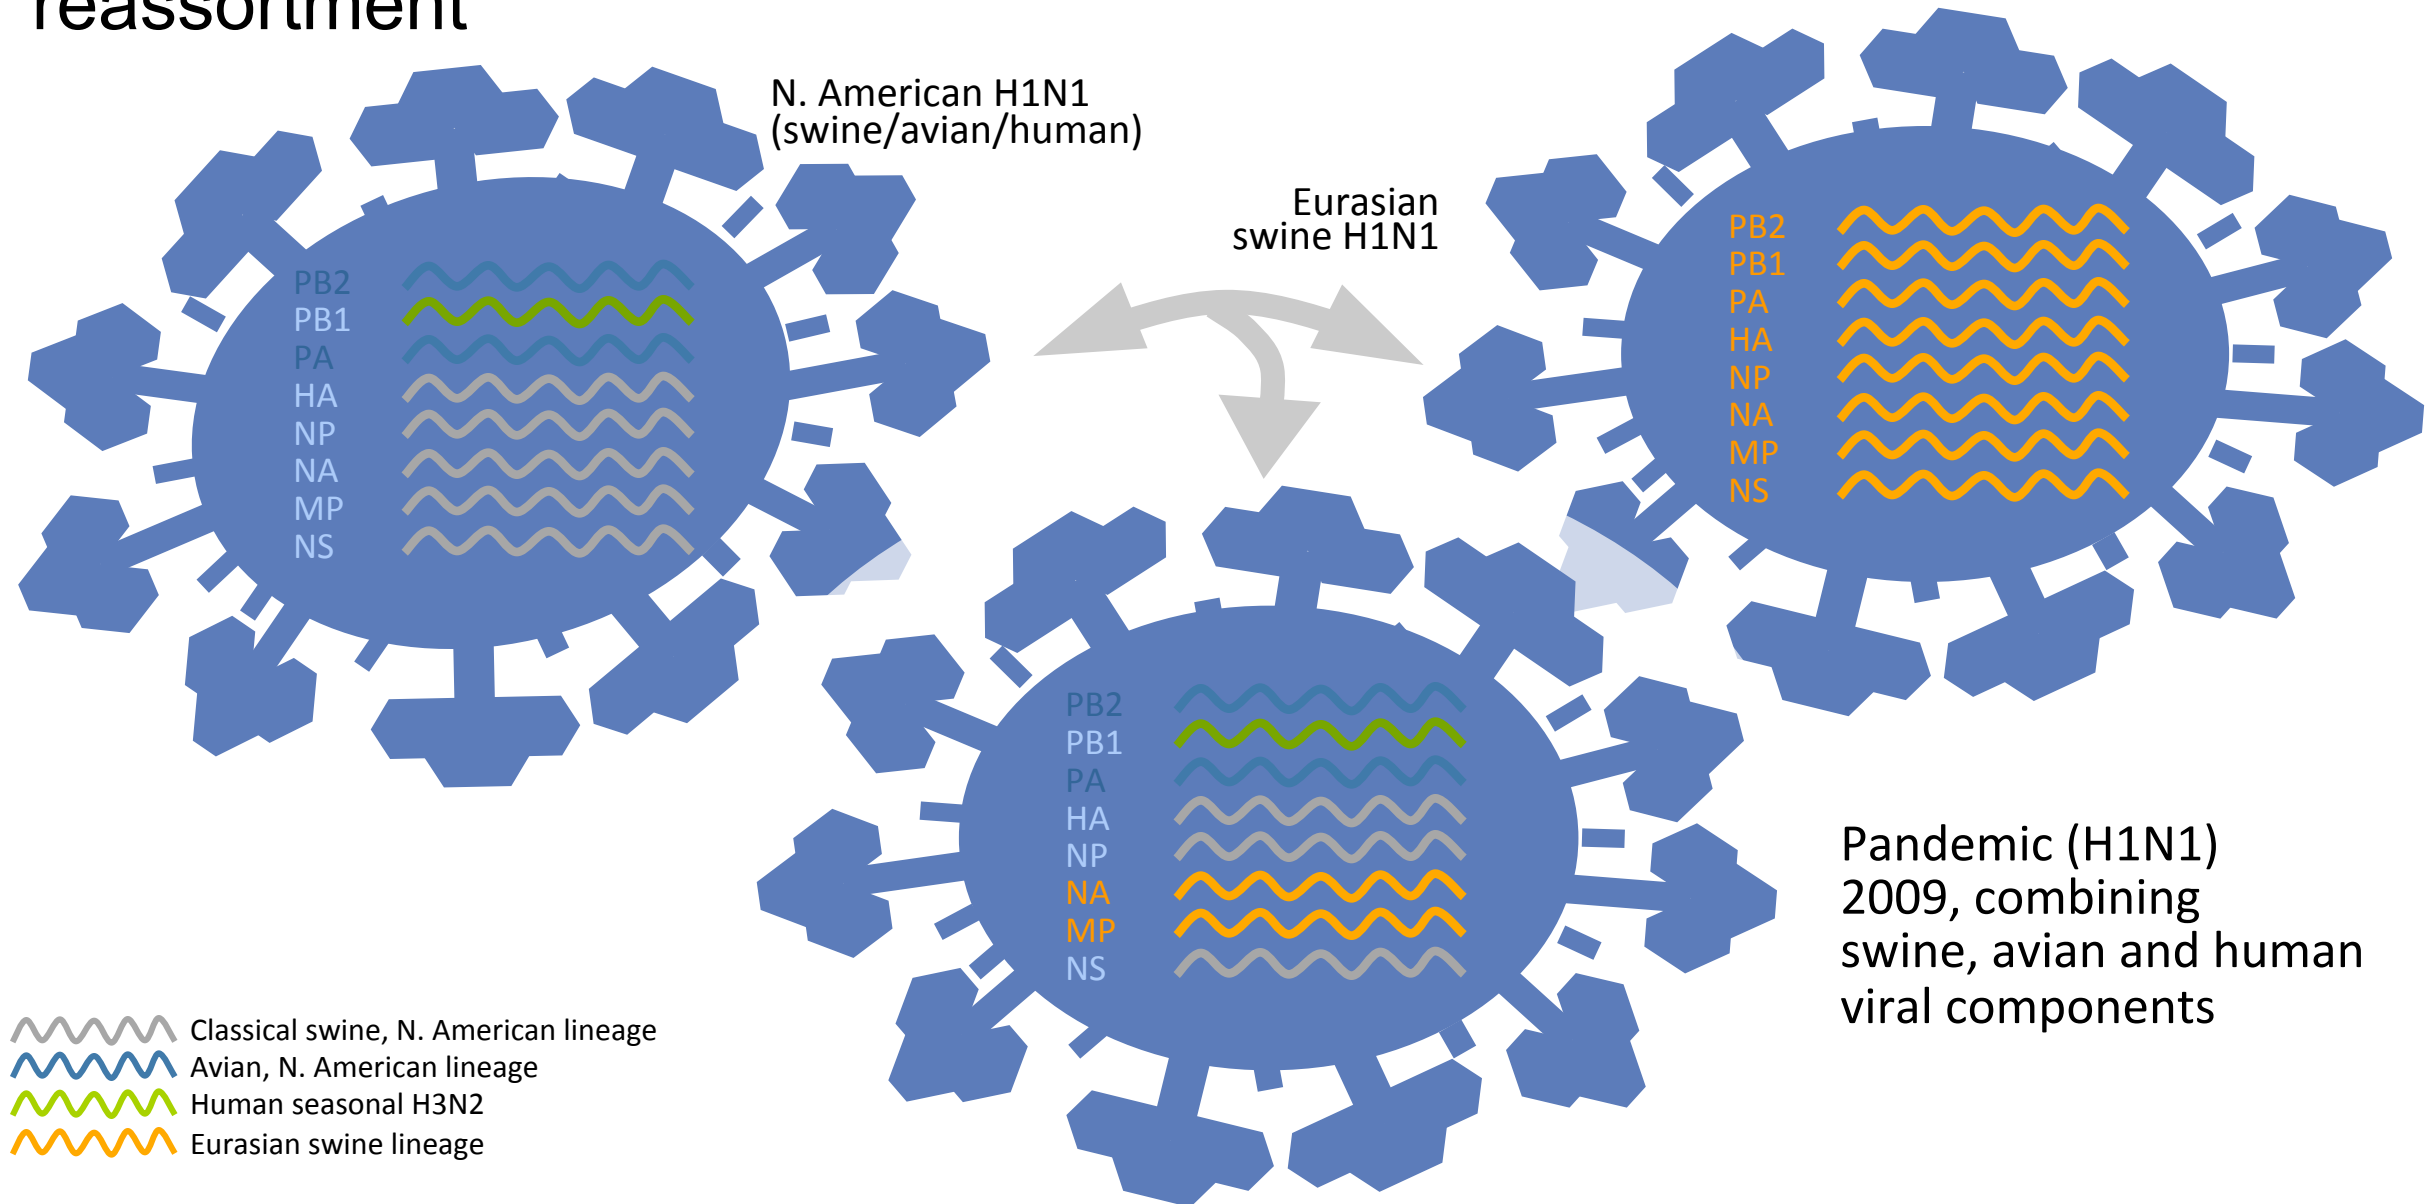 reassortment
N. American H1N1
(swine/avian/human)
Eurasian
swine H1N1
PB2
PB1
PA
HA
NP
NA
MP
NS
PB2
PB1
PA
HA
NP
NA
MP
NS
PB2
PB1
PA
HA
NP
NA
MP
NS
Pandemic (H1N1)
2009, combining
swine, avian and human
viral components
Classical swine, N. American lineage
Avian, N. American lineage
Human seasonal H3N2
Eurasian swine lineage